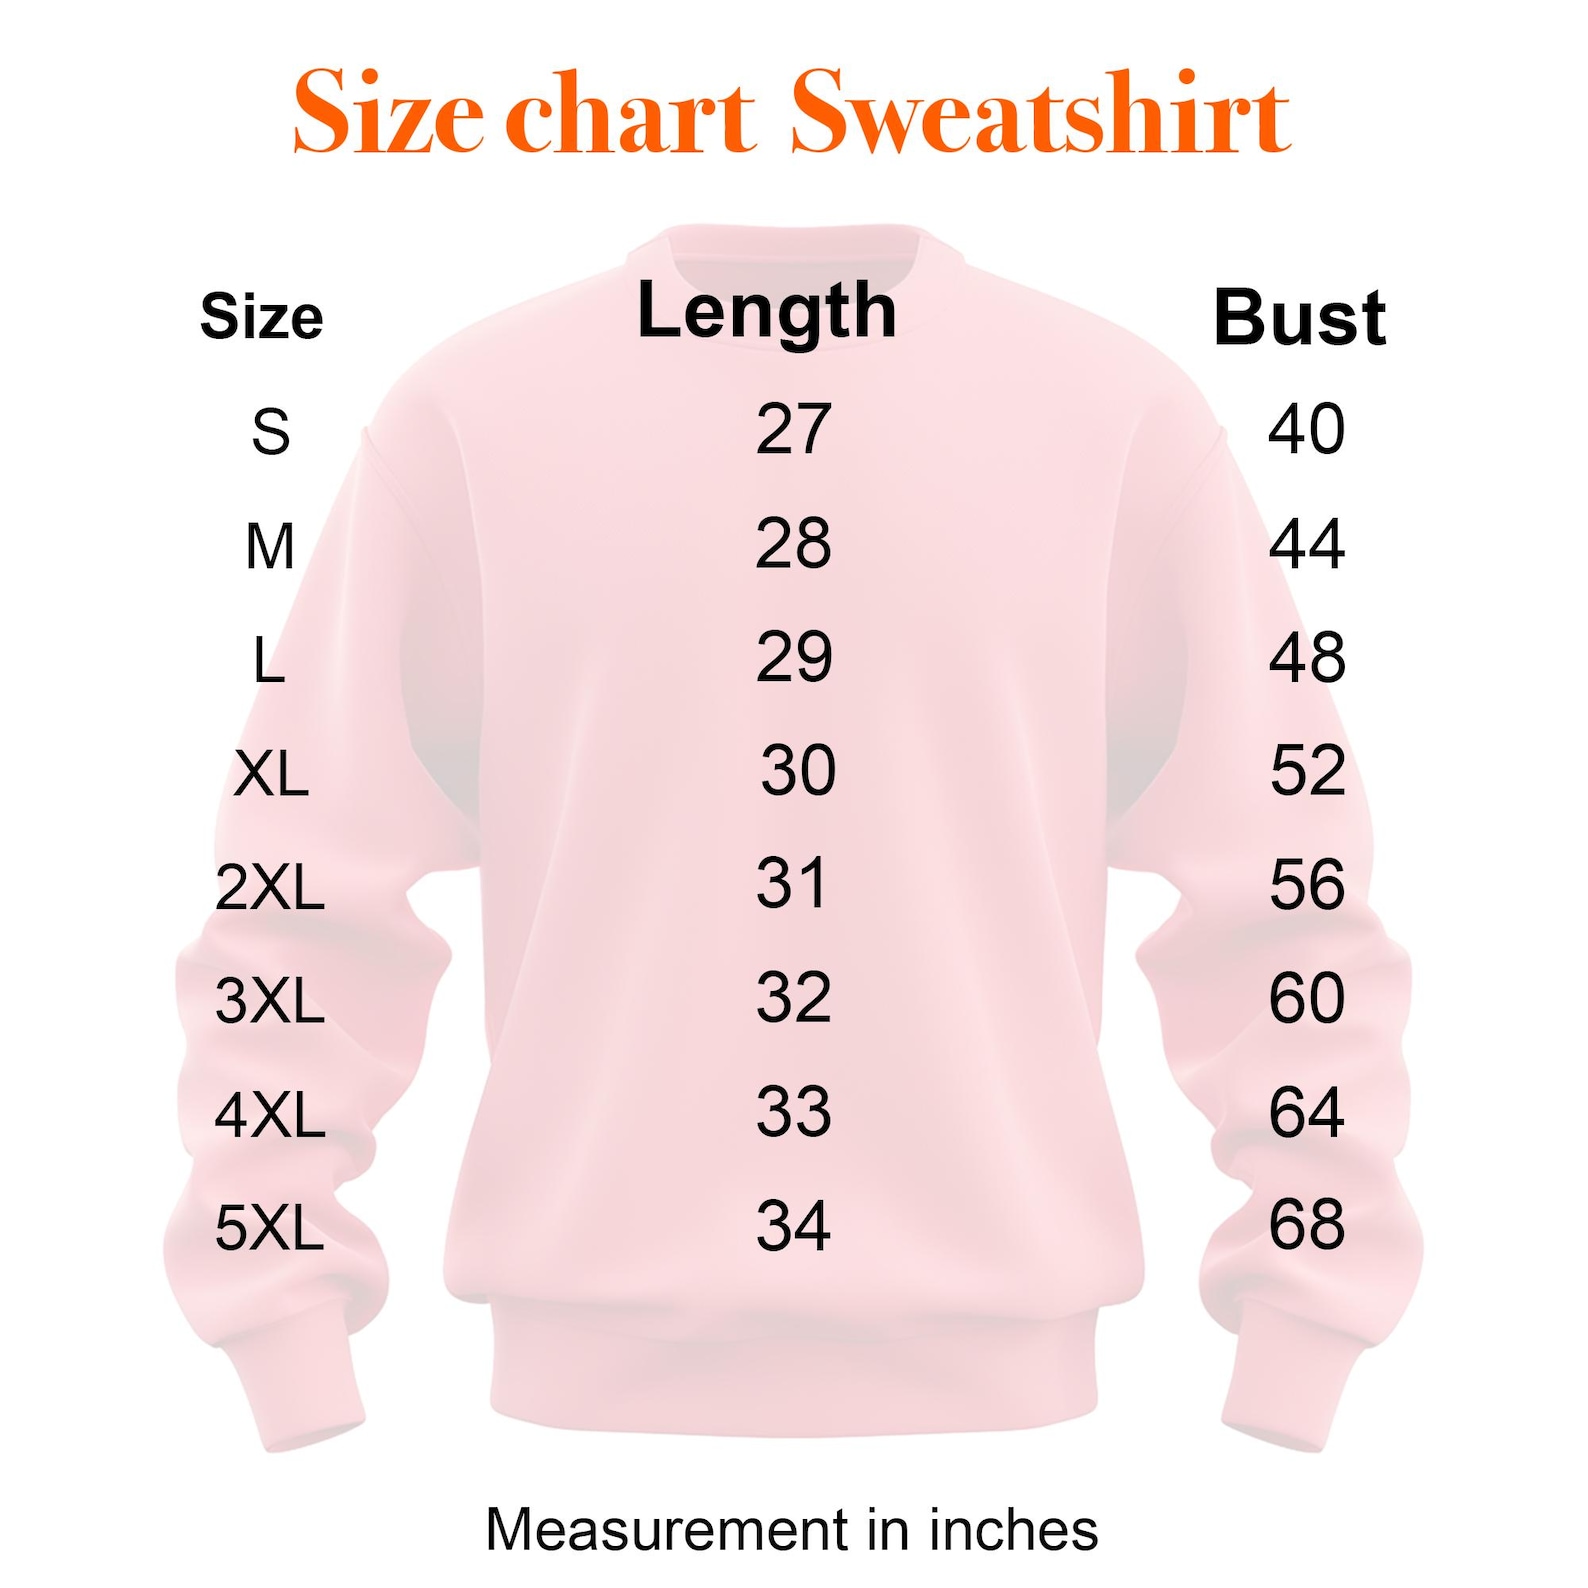 Size chart Sweatshirt
Size Length Bust
S 27 40
M 28 44
L 29 48
XL 30 52
2XL 31 56
3XL 32 60
4XL 33 64
5XL 34 68
Measurement in inches